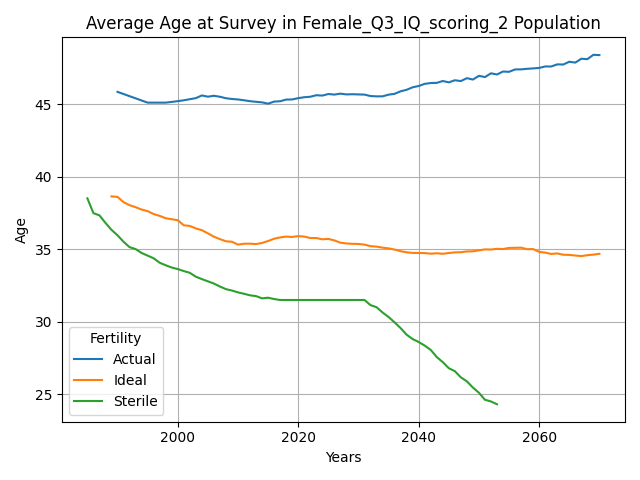 Average Age at Survey in Female_Q3_IQ_scoring_2 Population
Age
45
40
35
30
25
Fertility
Actual
Ideal
Sterile
2000 2020 2040 2060
Years